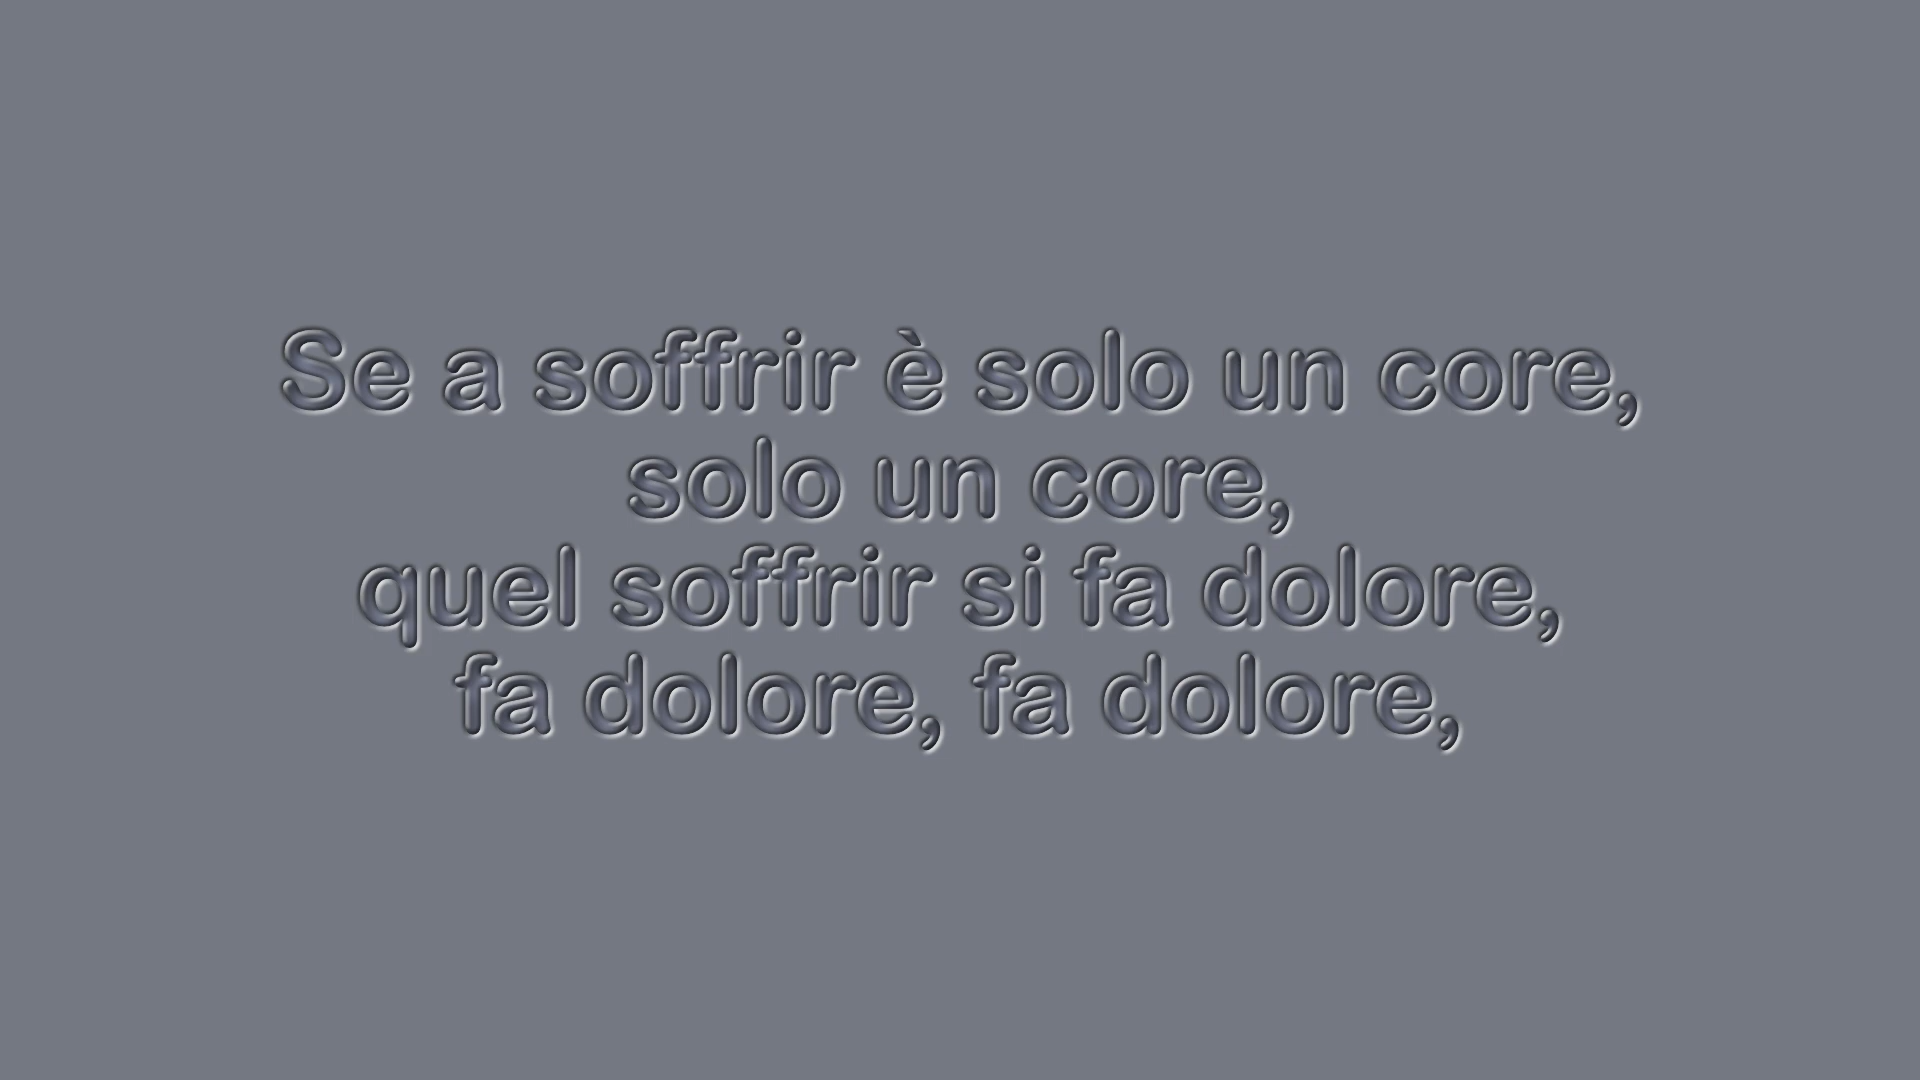 Se a soffrir è solo un core,
solo un core,
quel soffrir si fa dolore,
fa dolore, fa dolore,